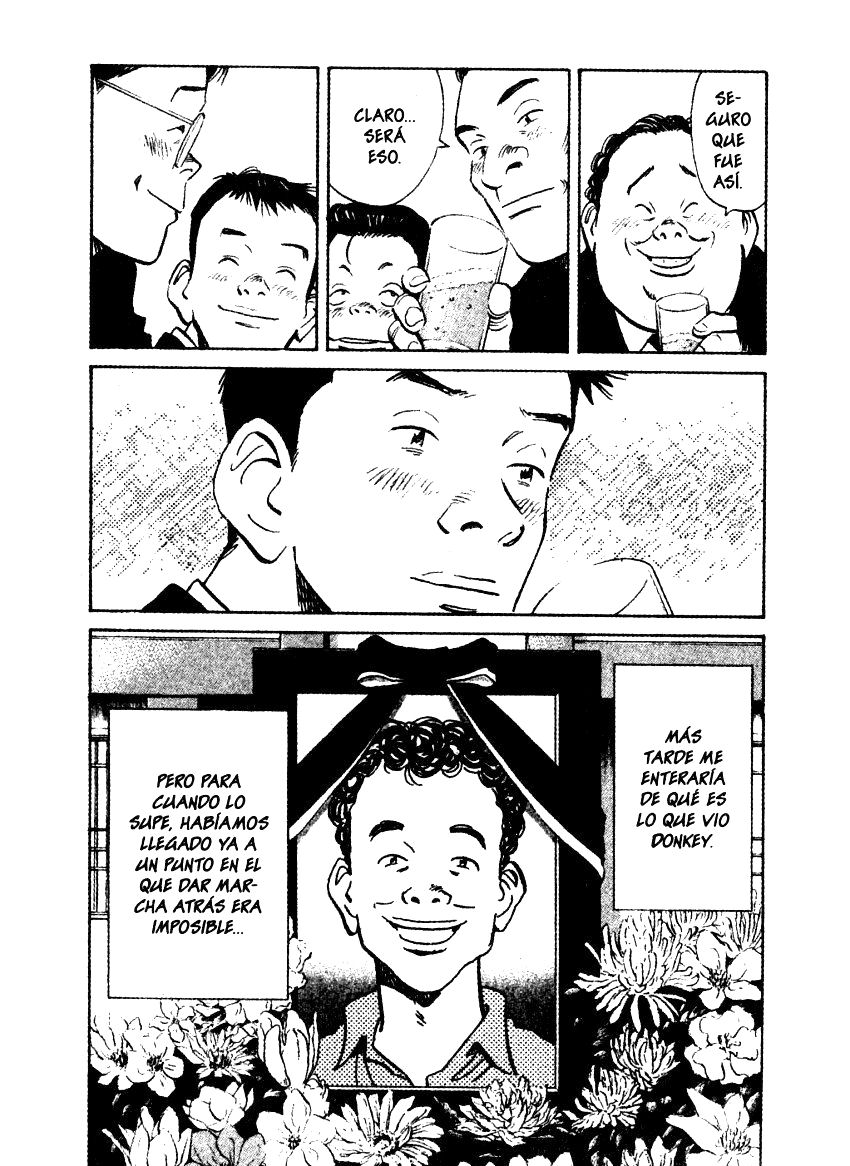 SE-
GURO
QUE
FUE
ASÍ.
CLARO...
SERÁ
ESO.
MÁS
TARDE ME
ENTERARÍA
DE QUÉ ES
LO QUE VIO
DONKEY.
PERO PARA
CUANDO LO
SUPE, HABÍAMOS
LLEGADO YA A
UN PUNTO EN EL
QUE DAR MAR-
CHA ATRÁS ERA
IMPOSIBLE...